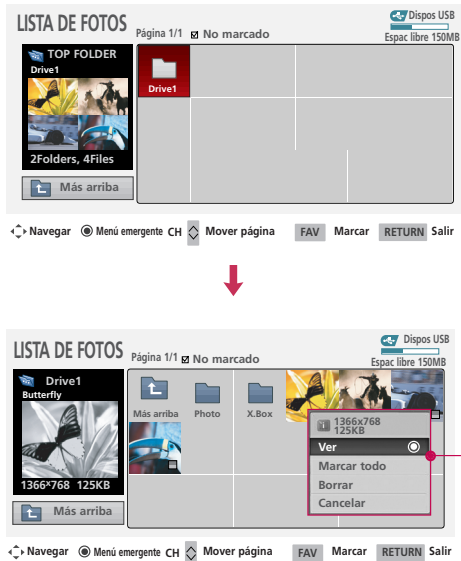 LISTA DE FOTOS
Página 1/1 No marcado
Dispos USB
Espac libre 150MB
TOP FOLDER
Drive1
2Folders, 4Files
Más arriba
Drive1
Navegar Menú emergente CH Mover página FAV Marcar RETURN Salir
LISTA DE FOTOS
Página 1/1 No marcado
Dispos USB
Espac libre 150MB
Drive1
Butterfly
1366x768 125KB
Más arriba
Más arriba Photo X.Box
1366x768
125KB
Ver
Marcar todo
Borrar
Cancelar
Navegar Menú emergente CH Mover página FAV Marcar RETURN Salir